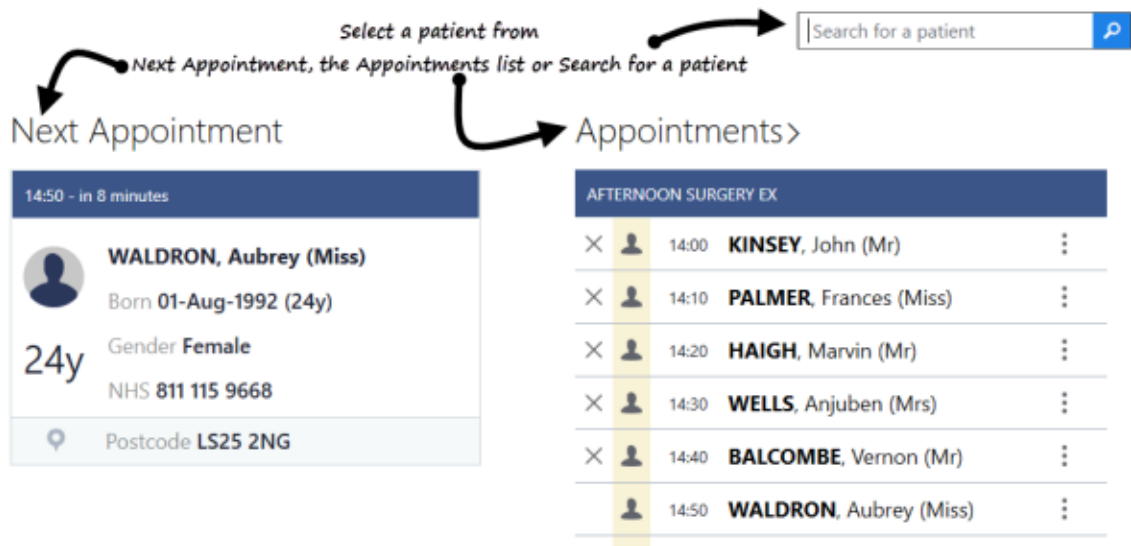 Select a patient from
Next Appointment, the Appointments list or Search for a patient
Search for a patient
Next Appointment
14:50 - in 8 minutes
WALDRON, Aubrey (Miss)
Born 01-Aug-1992 (24y)
24y
Gender Female
NHS 811 115 9668
Postcode LS25 2NG
Appointments>
AFTERNOON SURGERY EX
14:00 KINSEY, John (Mr)
14:10 PALMER, Frances (Miss)
14:20 HAIGH, Marvin (Mr)
14:30 WELLS, Anjuben (Mrs)
14:40 BALCOMBE, Vernon (Mr)
14:50 WALDRON, Aubrey (Miss)